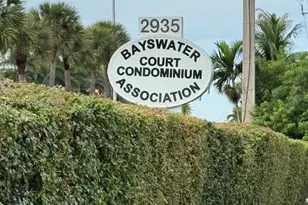 2935
BAYSWATER
COURT
CONDOMINIUM
ASSOCIATION